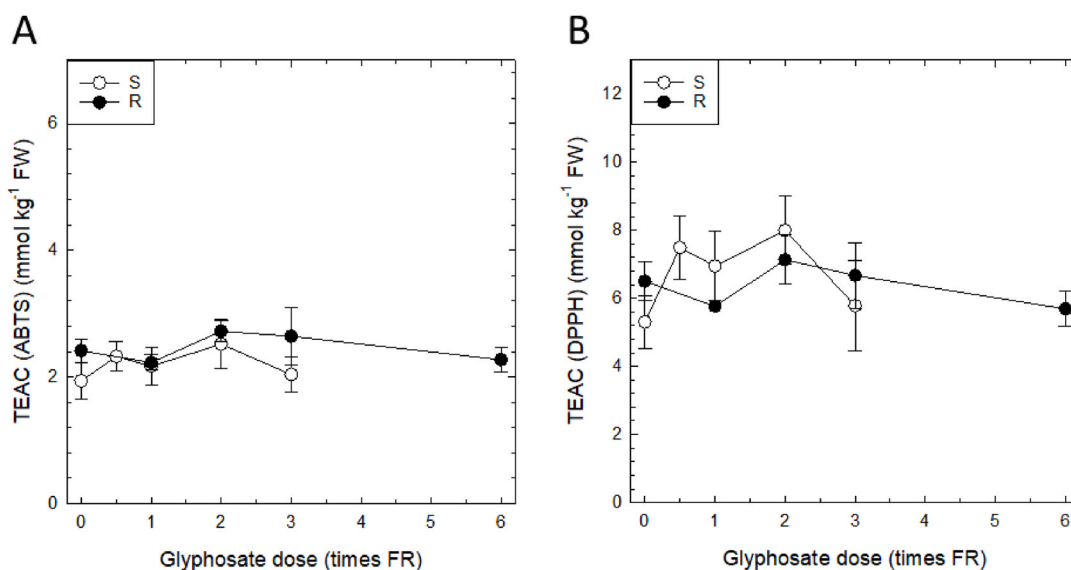 A
S
R
6
4
2
0
TEAC (ABTS) (mmol kg⁻¹ FW)
0 1 2 3 4 5 6
Glyphosate dose (times FR)
B
S
R
12
10
8
6
4
2
0
TEAC (DPPH) (mmol kg⁻¹ FW)
0 1 2 3 4 5 6
Glyphosate dose (times FR)